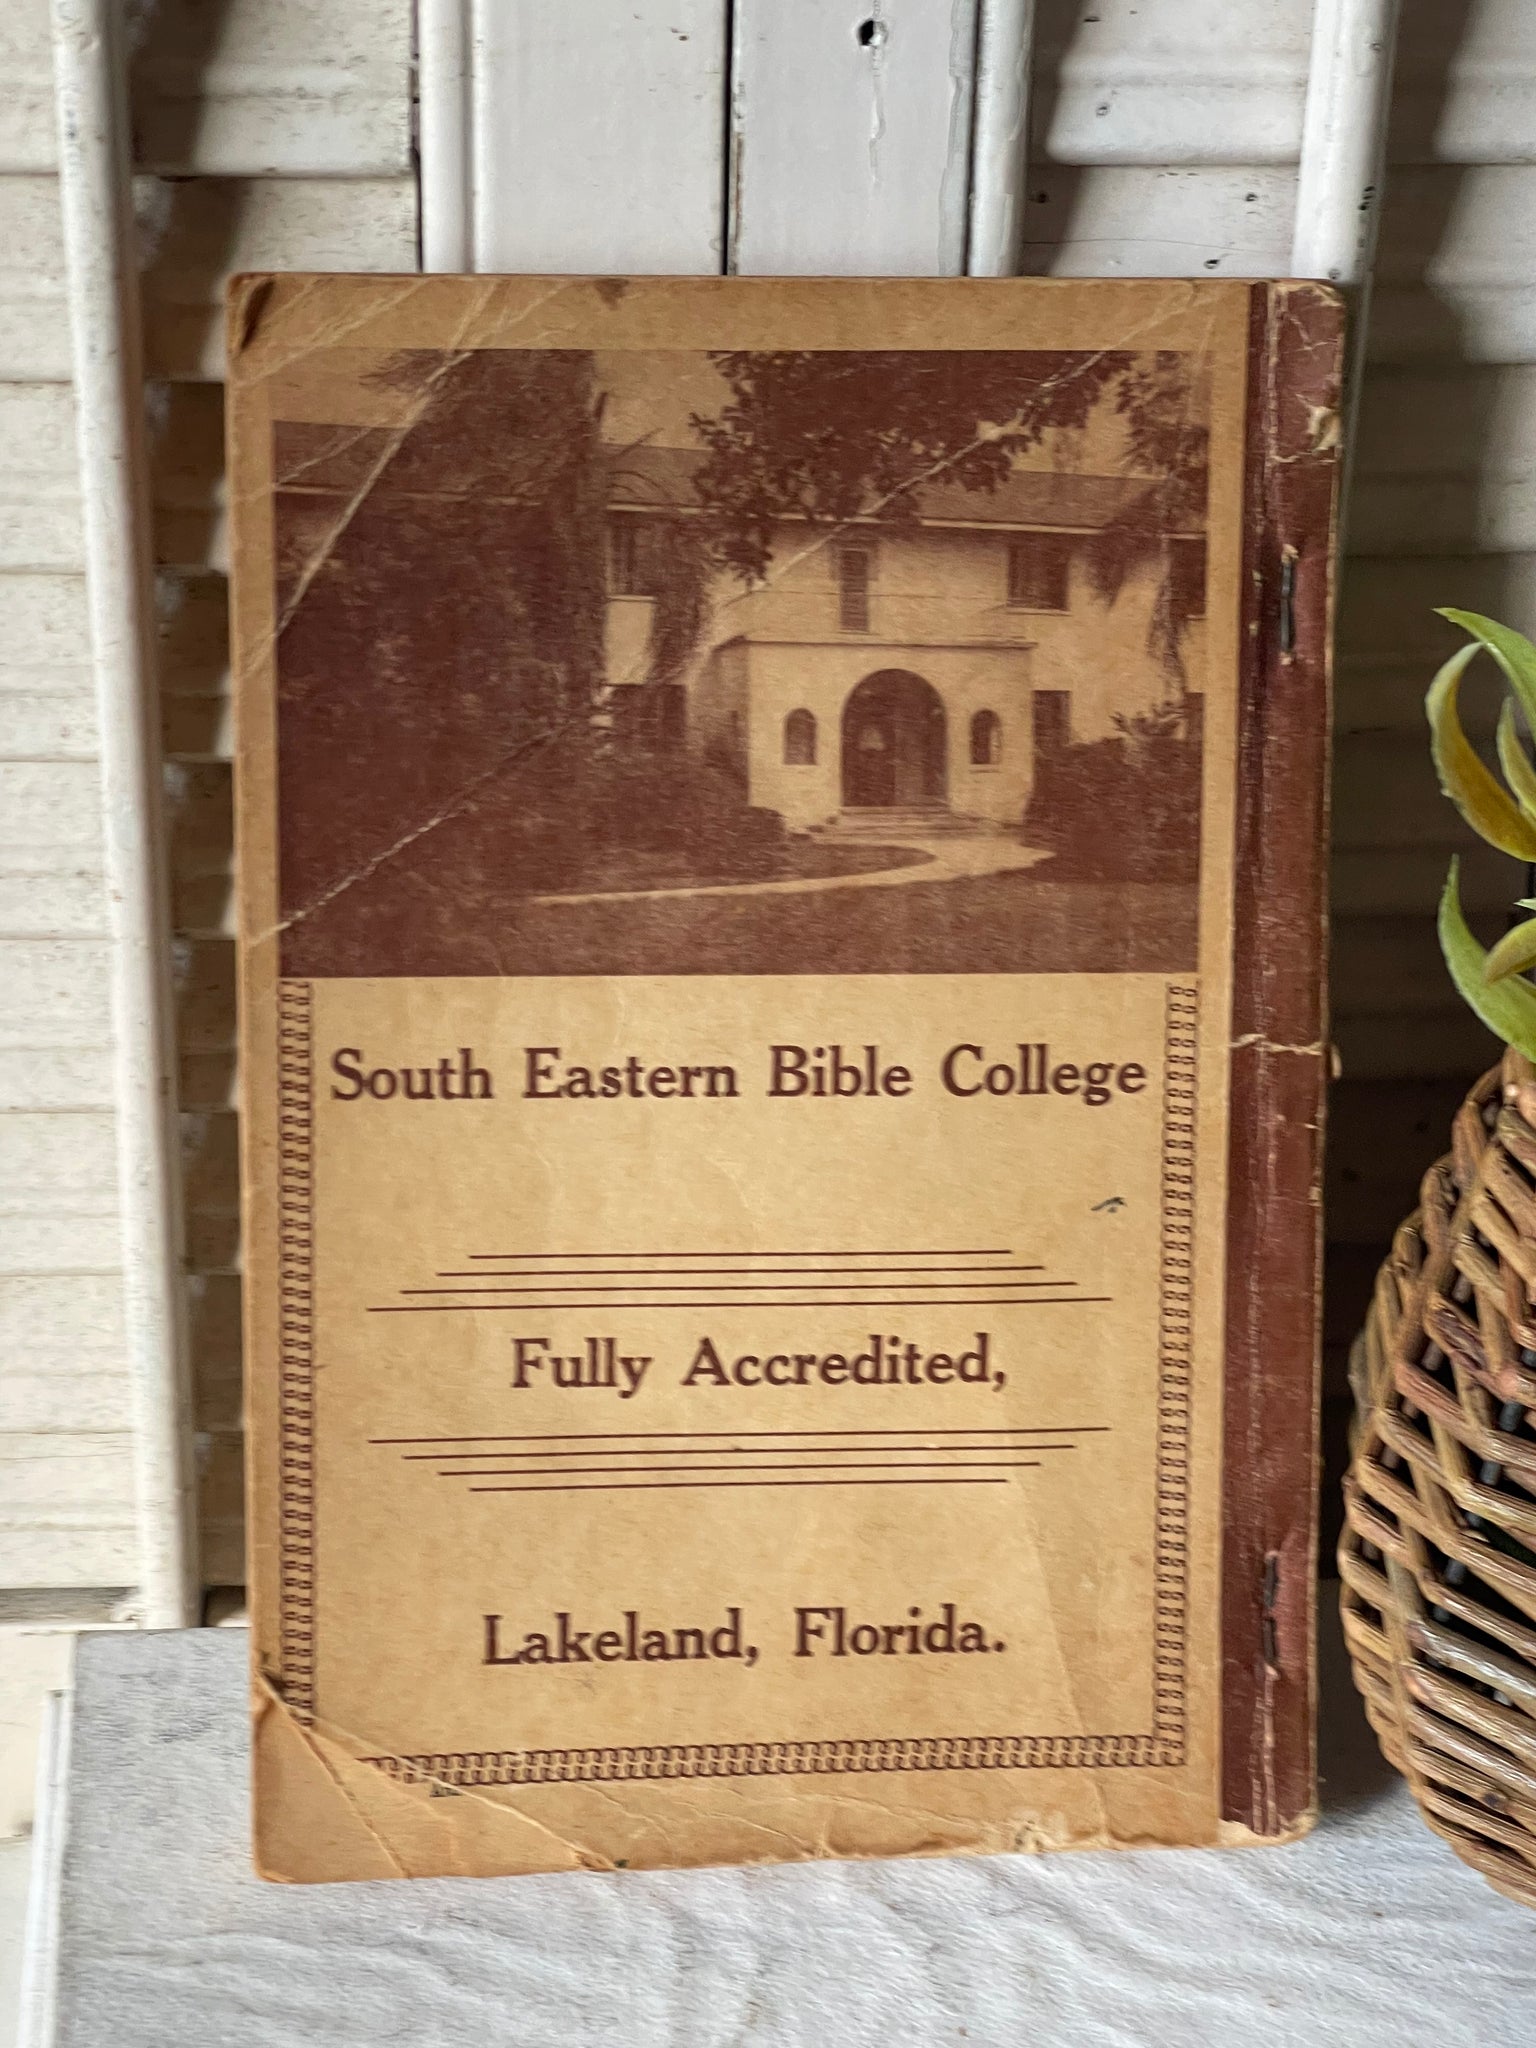 South Eastern Bible College
Fully Accredited,
Lakeland, Florida.